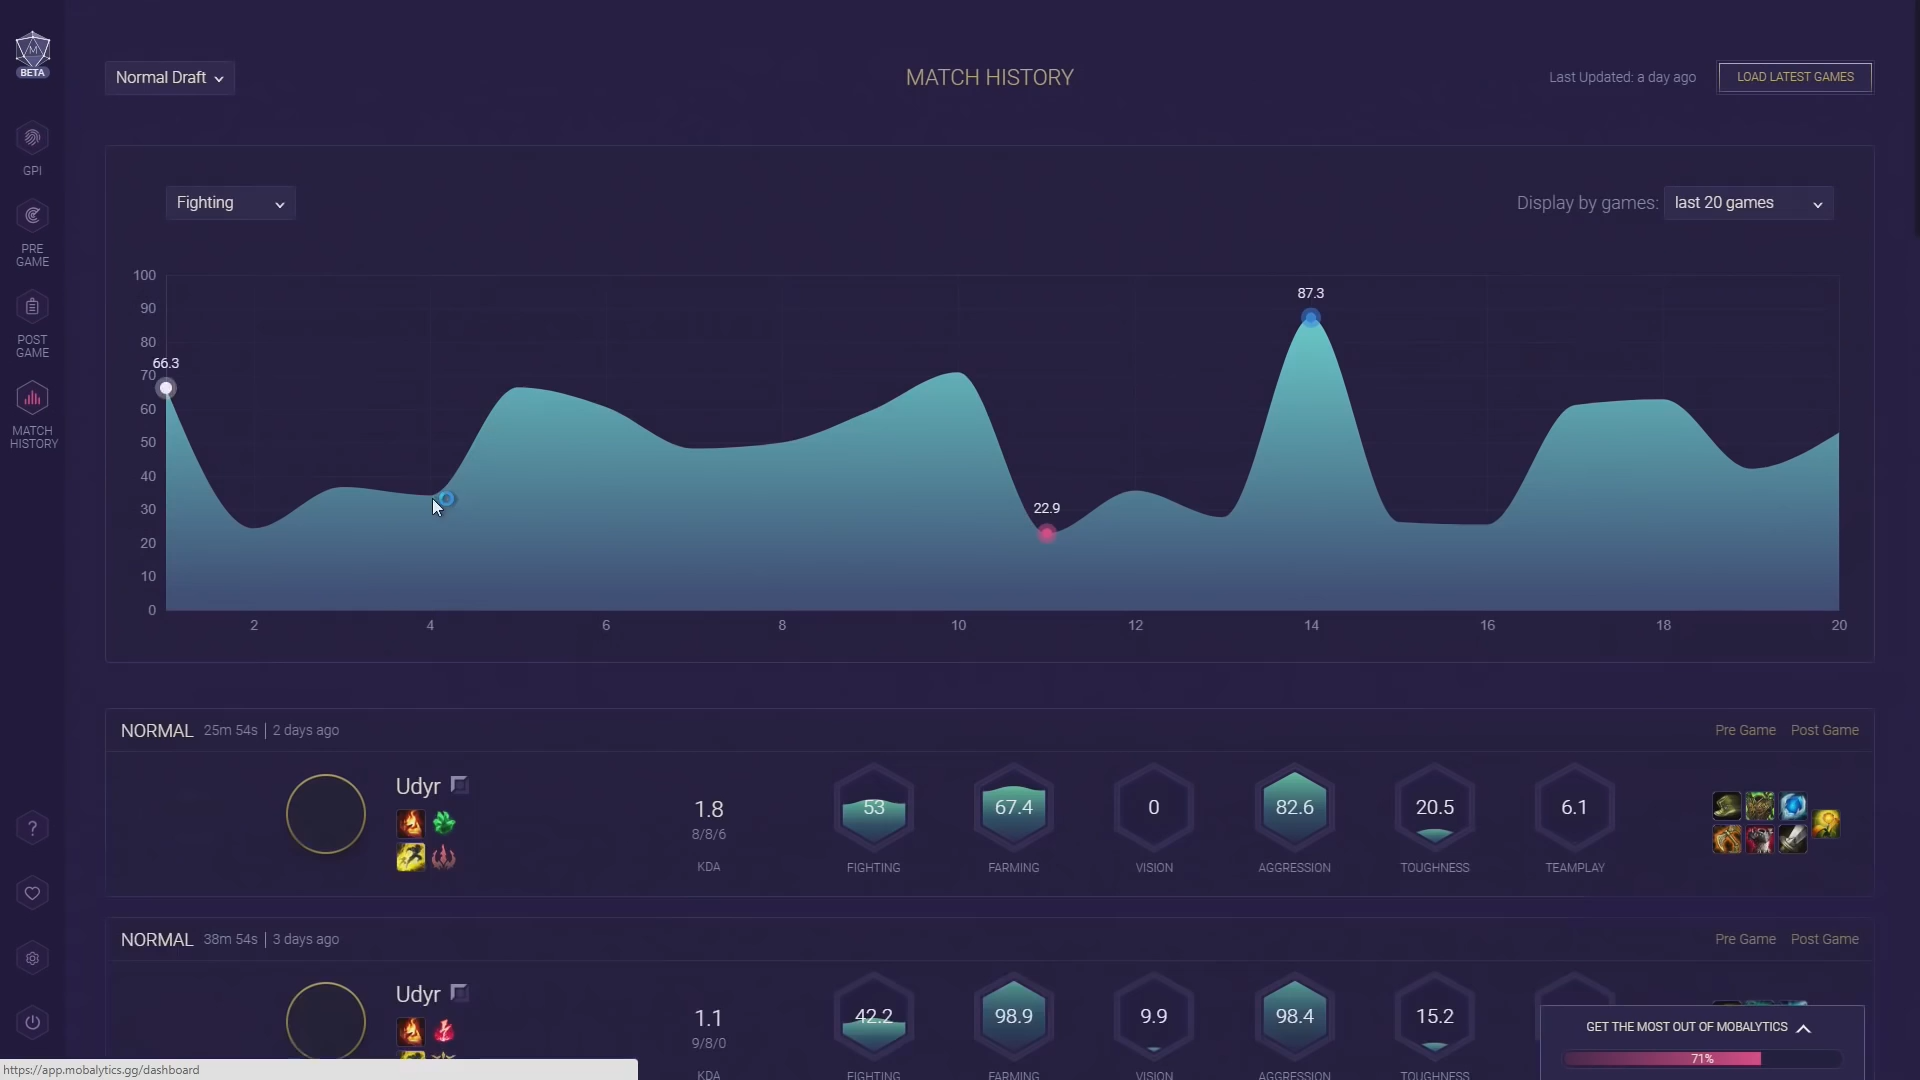 M
BETA
Normal Draft
MATCH HISTORY
Last Updated: a day ago
LOAD LATEST GAMES
GPI
PRE
GAME
POST
GAME
MATCH
HISTORY
?
Fighting
Display by games:
last 20 games
100
90
80
70
60
50
40
30
20
10
0
66.3
22.9
87.3
2
4
6
8
10
12
14
16
18
20
NORMAL 25m 54s | 2 days ago
Pre Game Post Game
Udyr
1.8
8/8/6
KDA
53
FIGHTING
67.4
FARMING
0
VISION
82.6
AGGRESSION
20.5
TOUGHNESS
6.1
TEAMPLAY
NORMAL 38m 54s | 3 days ago
Pre Game Post Game
Udyr
1.1
9/8/0
KDA
42.2
FIGHTING
98.9
FARMING
9.9
VISION
98.4
AGGRESSION
15.2
TOUGHNESS
GET THE MOST OUT OF MOBALYTICS
71%
https://app.mobalytics.gg/dashboard